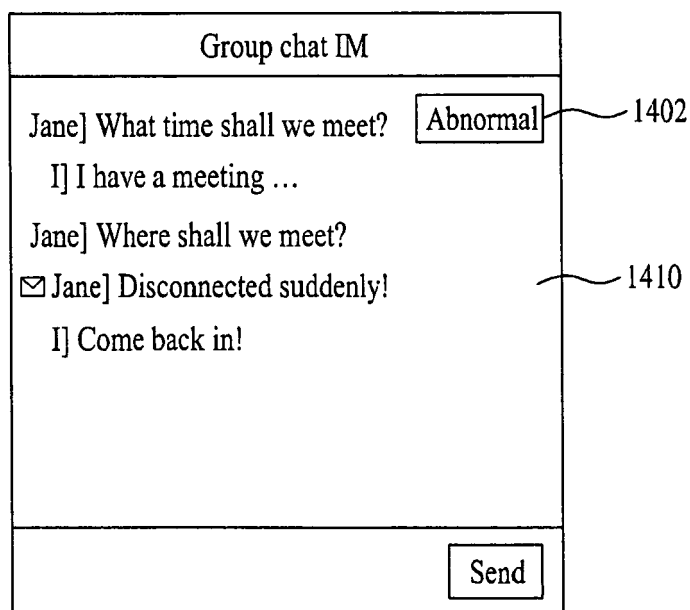 Group chat IM
Jane] What time shall we meet? Abnormal 1402
I] I have a meeting ...
Jane] Where shall we meet?
Jane] Disconnected suddenly! 1410
I] Come back in!
Send